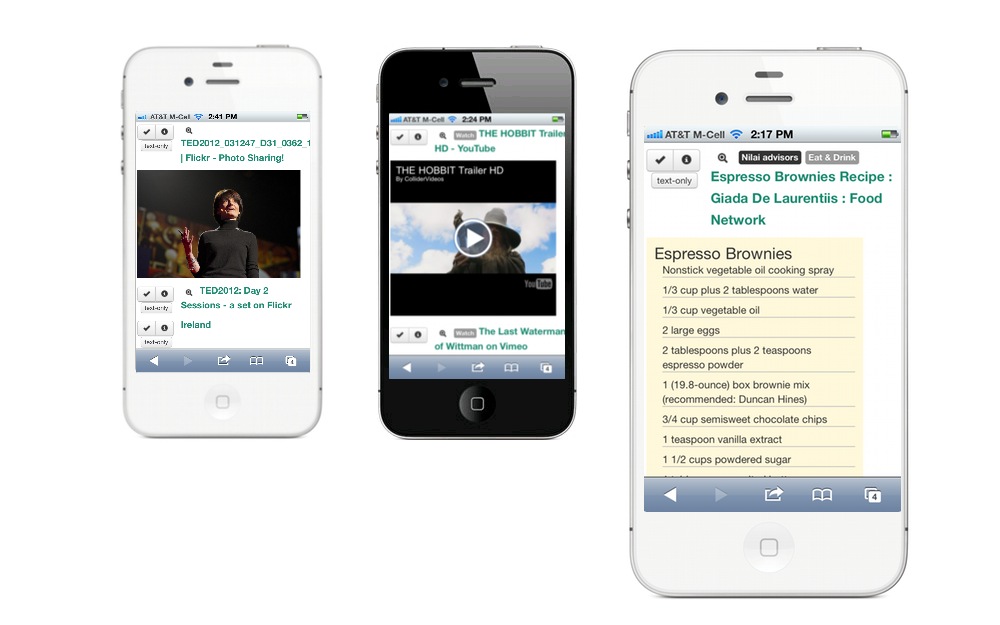 AT&T M-Cell 2:41 PM
TED2012_031247_D31_0362_1
| Flickr - Photo Sharing!
text-only
TED2012: Day 2
Sessions - a set on Flickr
text-only
Ireland
text-only
AT&T M-Cell 2:24 PM
Watch THE HOBBIT Trailer
HD - YouTube
THE HOBBIT Trailer HD
By ColliderVideos
YouTube
Watch The Last Waterman
of Wittman on Vimeo
AT&T M-Cell 2:17 PM
Nilai advisors Eat & Drink
text-only
Espresso Brownies Recipe :
Giada De Laurentiis : Food
Network
Espresso Brownies
Nonstick vegetable oil cooking spray
1/3 cup plus 2 tablespoons water
1/3 cup vegetable oil
2 large eggs
2 tablespoons plus 2 teaspoons
espresso powder
1 (19.8-ounce) box brownie mix
(recommended: Duncan Hines)
3/4 cup semisweet chocolate chips
1 teaspoon vanilla extract
1 1/2 cups powdered sugar
4